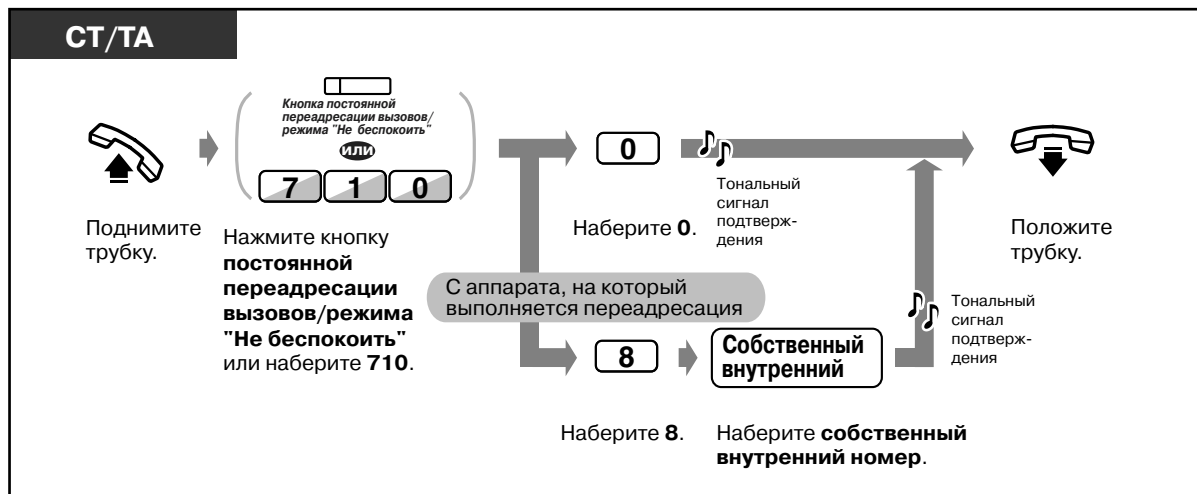 СТ/ТА
Кнопка постоянной
переадресации вызовов/
режима "Не беспокоить"
или
7 1 0
Поднимите
трубку.
Нажмите кнопку
постоянной
переадресации
вызовов/режима
"Не беспокоить"
или наберите 710.
0
Наберите 0.
Тональный
сигнал
подтверж-
дения
Положите
трубку.
С аппарата, на который
выполняется переадресация
8
Собственный
внутренний
Тональный
сигнал
подтверж-
дения
Наберите 8.
Наберите собственный
внутренний номер.